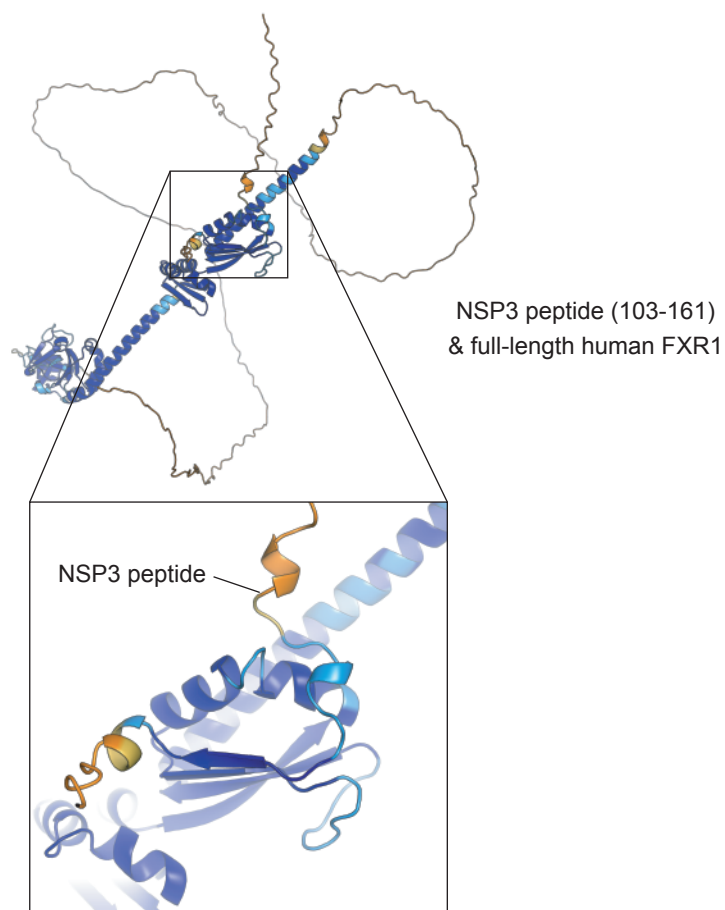 NSP3 peptide (103-161)
& full-length human FXR1
NSP3 peptide